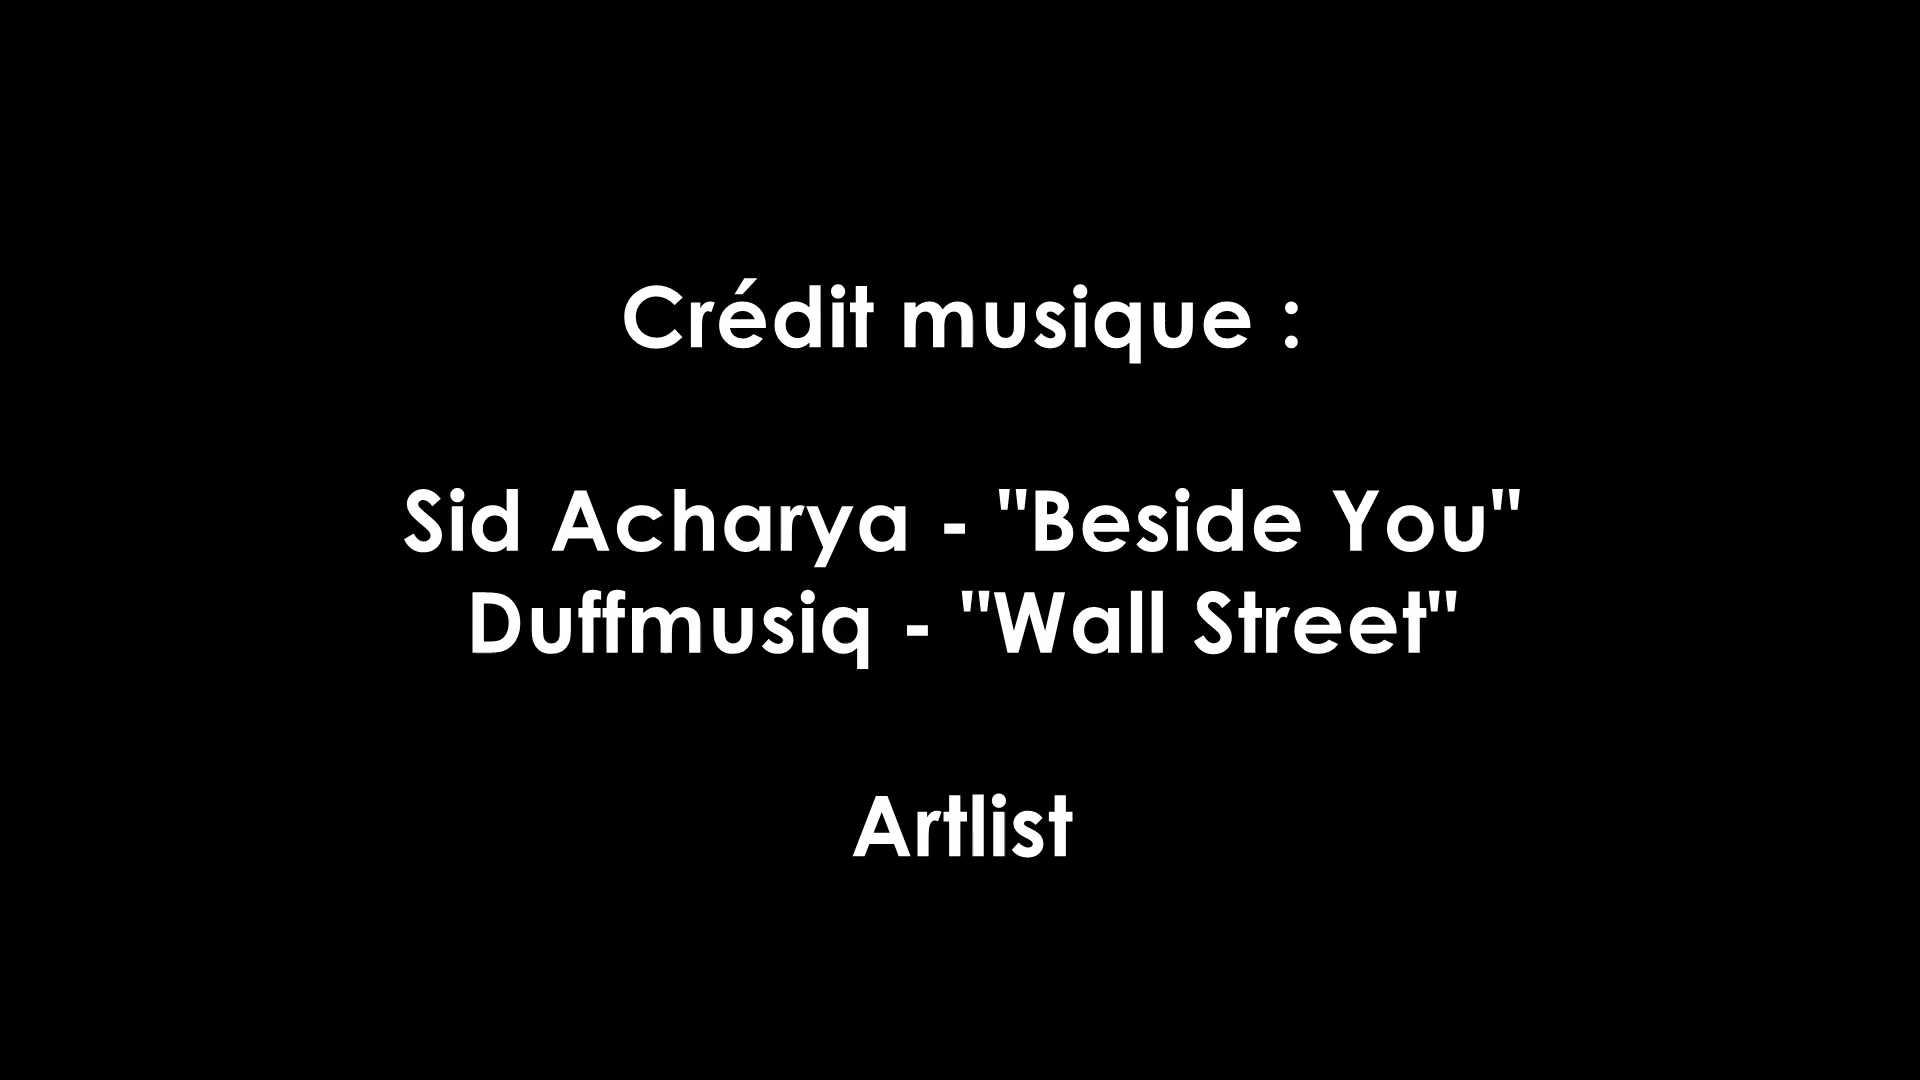 Crédit musique :
Sid Acharya - "Beside You"
Duffmusiq - "Wall Street"
Artlist